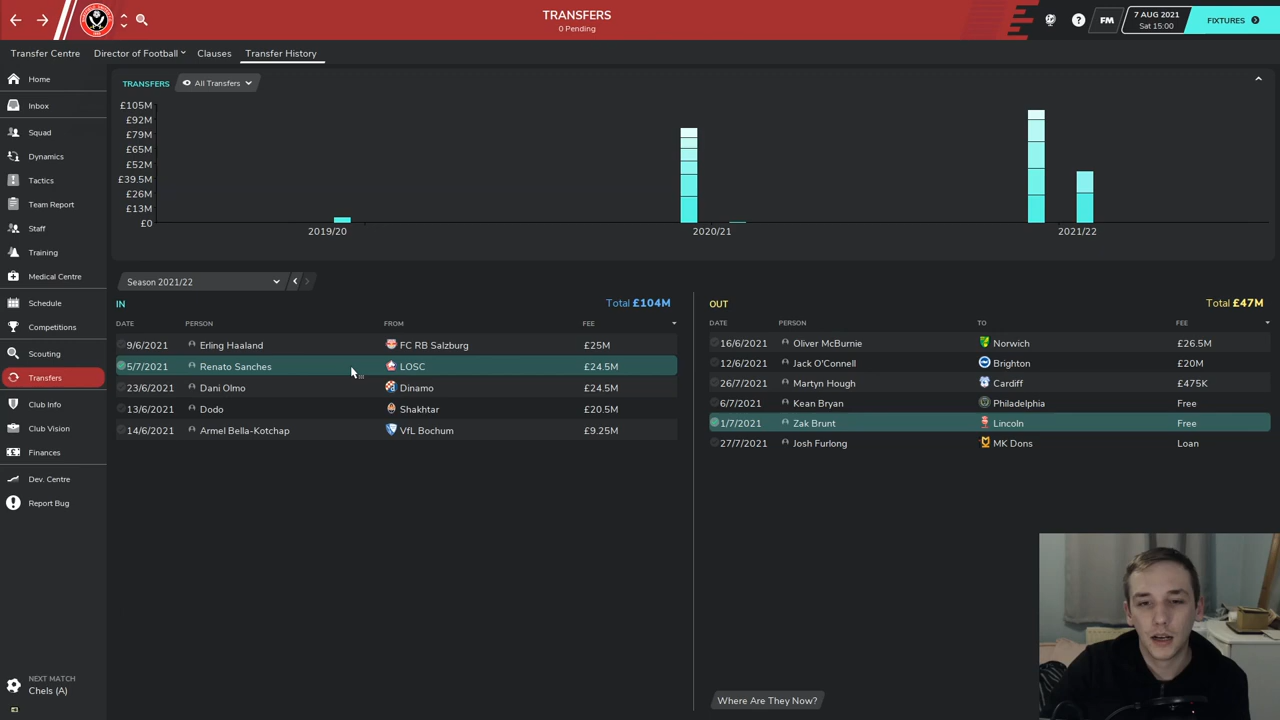 TRANSFERS
0 Pending
FM
7 AUG 2021
Sat 15:00
FIXTURES
Transfer Centre Director of Football Clauses Transfer History
Home
Inbox
Squad
Dynamics
Tactics
Team Report
Staff
Training
Medical Centre
Schedule
Competitions
Scouting
Transfers
Club Info
Club Vision
Finances
Dev. Centre
Report Bug
NEXT MATCH
Chels (A)
TRANSFERS All Transfers
£105M
£92M
£79M
£65M
£52M
£39.5M
£26M
£13M
£0
2019/20 2020/21 2021/22
Season 2021/22
IN Total £104M
DATE PERSON FROM FEE
9/6/2021 Erling Haaland FC RB Salzburg £25M
5/7/2021 Renato Sanches LOSC £24.5M
23/6/2021 Dani Olmo Dinamo £24.5M
13/6/2021 Dodo Shakhtar £20.5M
14/6/2021 Armel Bella-Kotchap VfL Bochum £9.25M
OUT Total £47M
DATE PERSON TO FEE
16/6/2021 Oliver McBurnie Norwich £26.5M
12/6/2021 Jack O'Connell Brighton £20M
26/7/2021 Martyn Hough Cardiff £475K
6/7/2021 Kean Bryan Philadelphia Free
1/7/2021 Zak Brunt Lincoln Free
27/7/2021 Josh Furlong MK Dons Loan
Where Are They Now?